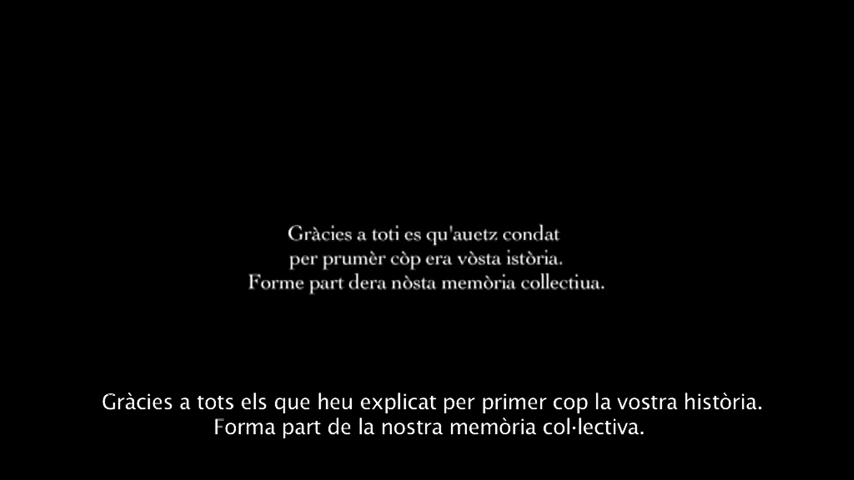 Gràcies a toti es qu'auetz condat
per prumèr còp era vòsta istòria.
Forme part dera nòsta memòria collectiua.
Gràcies a tots els que heu explicat per primer cop la vostra història.
Forma part de la nostra memòria col·lectiva.